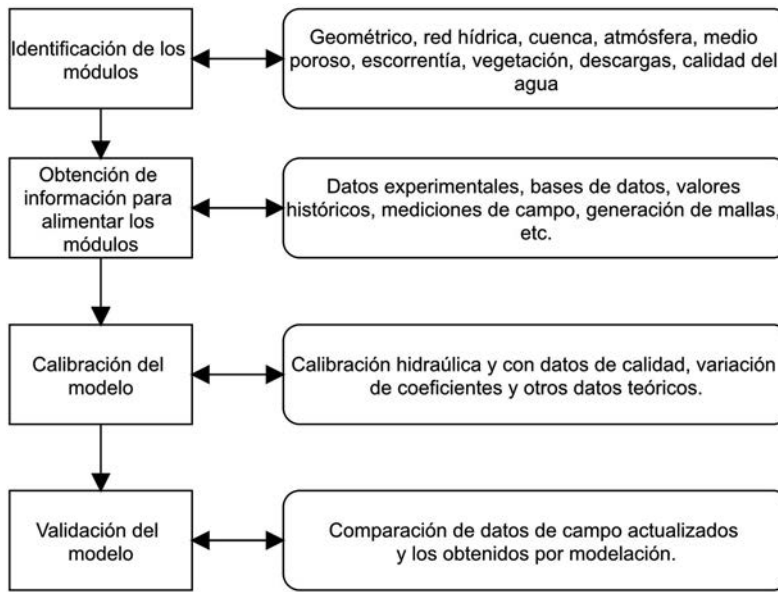 Identificación de los
módulos
Geométrico, red hídrica, cuenca, atmósfera, medio
poroso, escorrentía, vegetación, descargas, calidad del
agua
Obtención de
información para
alimentar los
módulos
Datos experimentales, bases de datos, valores
históricos, mediciones de campo, generación de mallas,
etc.
Calibración del
modelo
Calibración hidraúlica y con datos de calidad, variación
de coeficientes y otros datos teóricos.
Validación del
modelo
Comparación de datos de campo actualizados
y los obtenidos por modelación.